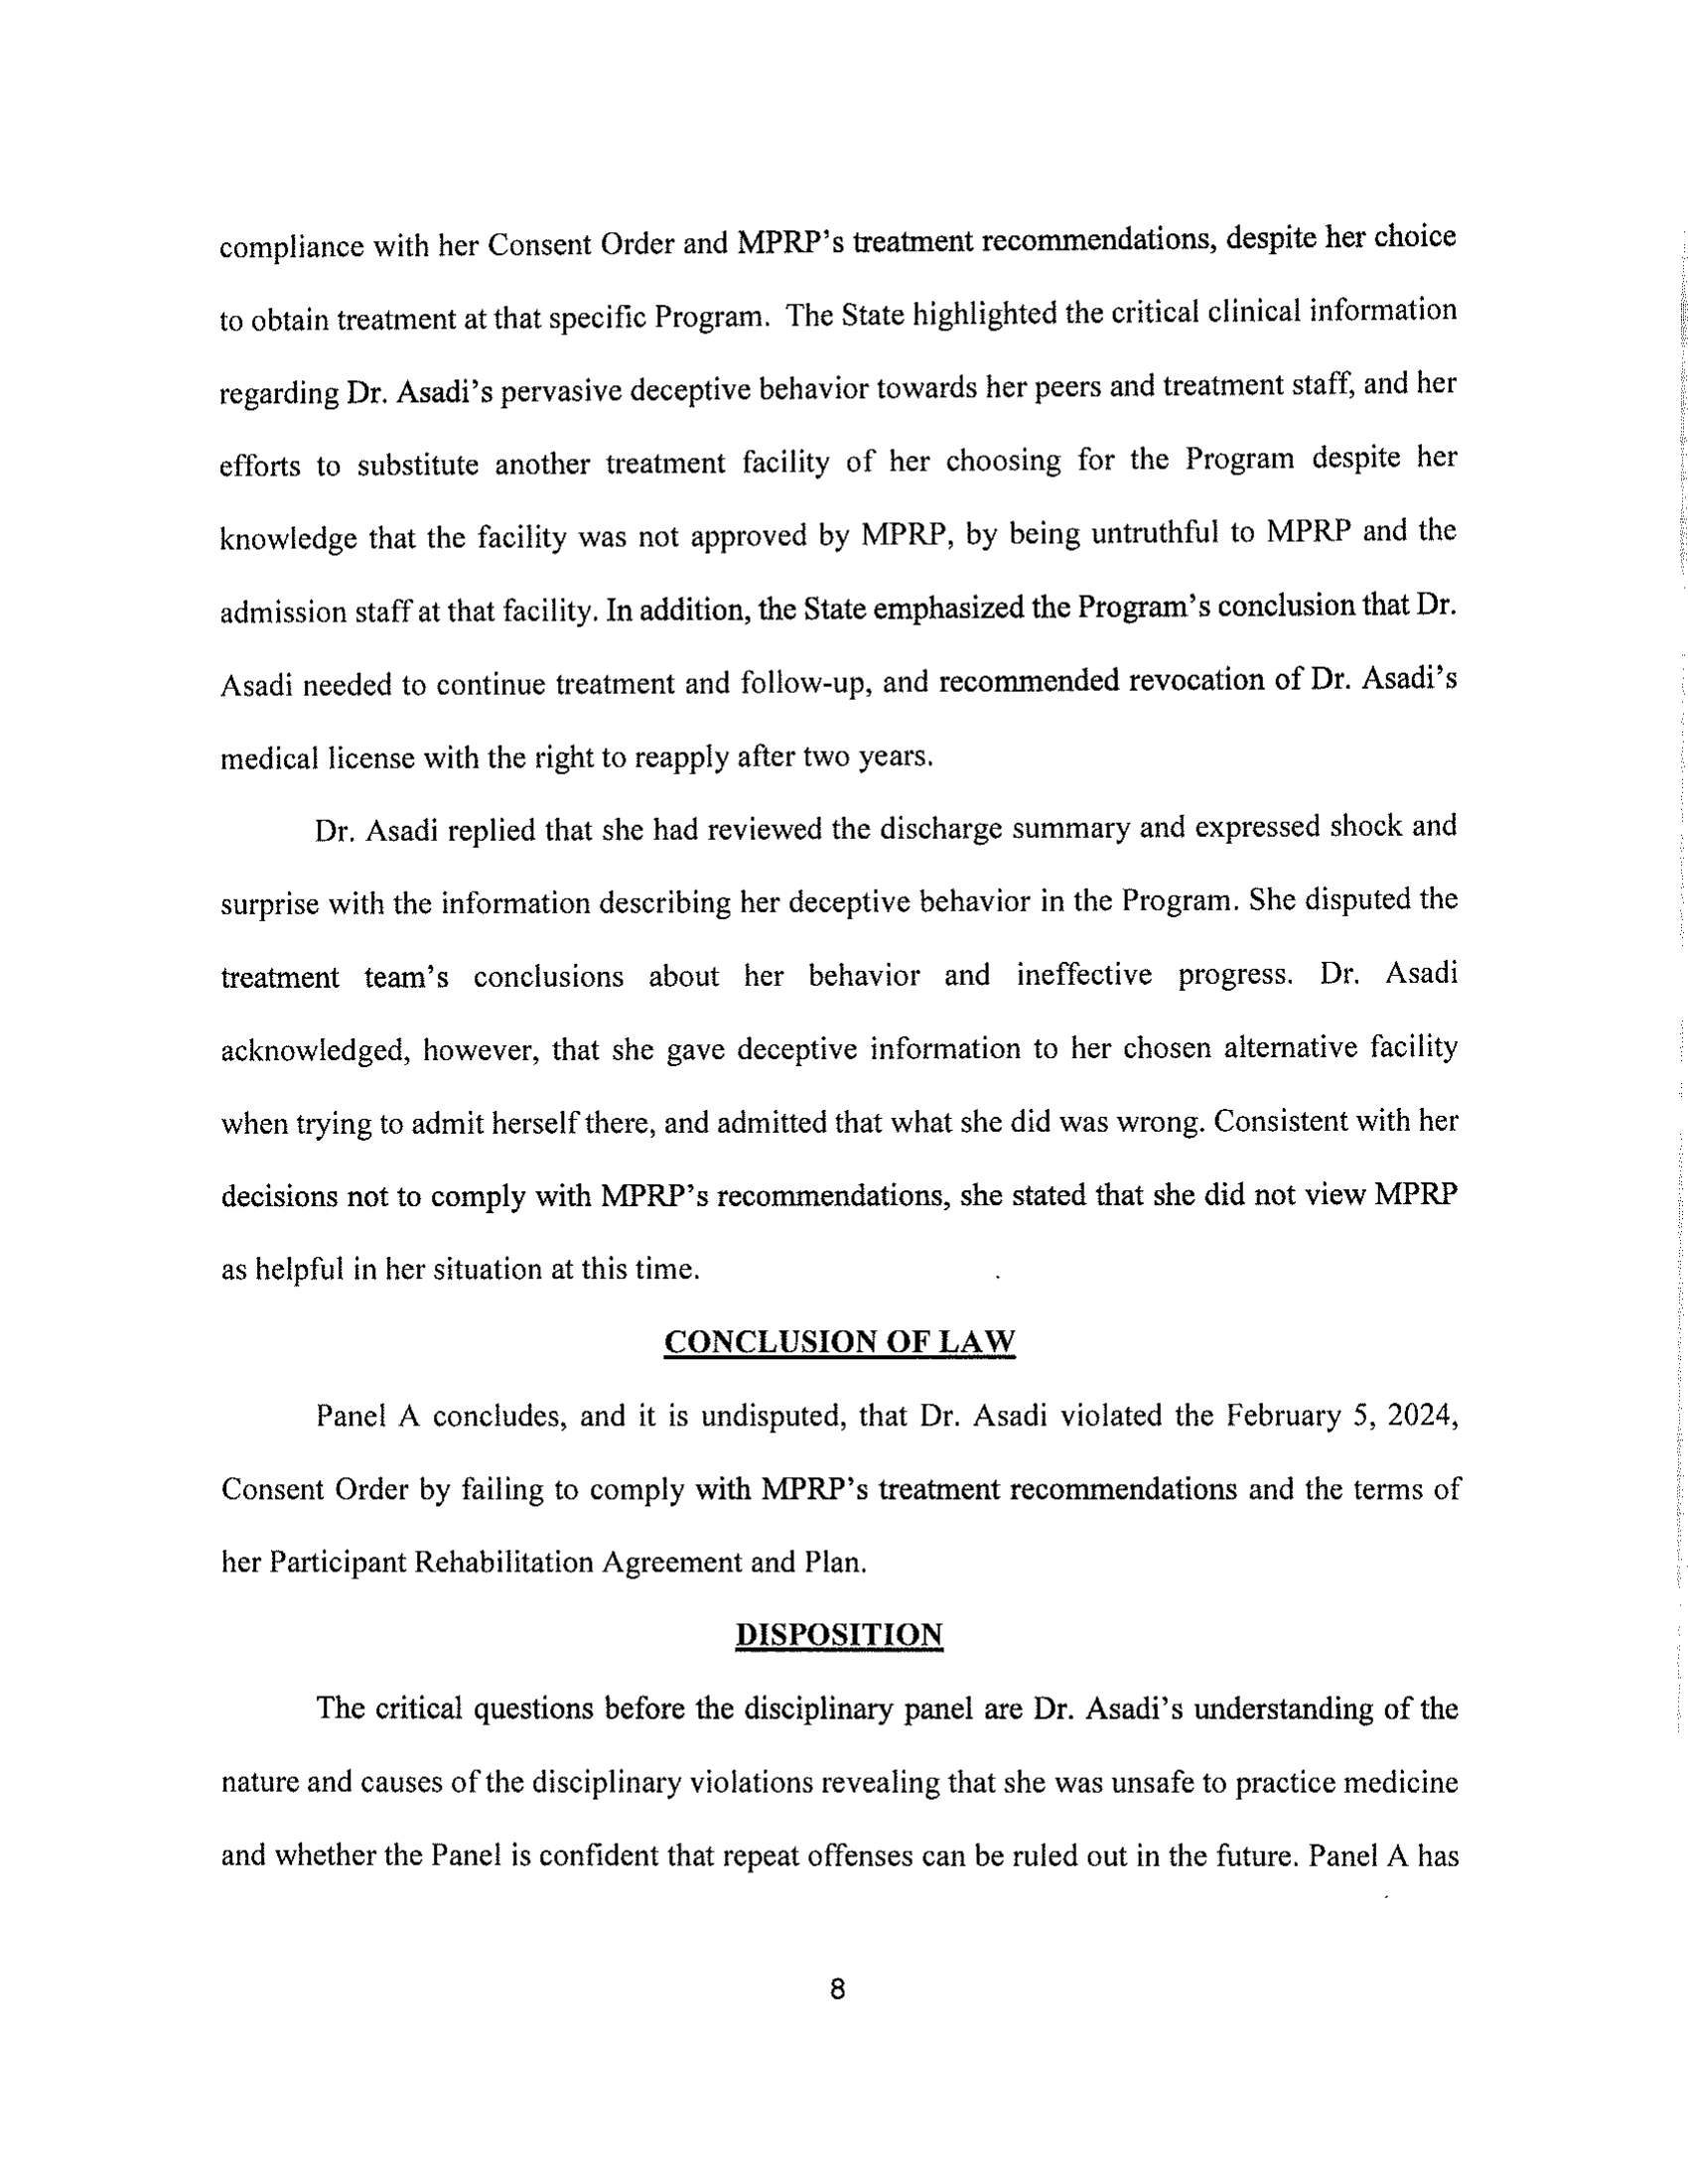 compliance with her Consent Order and MPRP's treatment recommendations, despite her choice
to obtain treatment at that specific Program. The State highlighted the critical clinical information
regarding Dr. Asadi's pervasive deceptive behavior towards her peers and treatment staff, and her
efforts to substitute another treatment facility of her choosing for the Program despite her
knowledge that the facility was not approved by MPRP, by being untruthful to MPRP and the
admission staff at that facility. In addition, the State emphasized the Program's conclusion that Dr.
Asadi needed to continue treatment and follow-up, and recommended revocation of Dr. Asadi's
medical license with the right to reapply after two years.
Dr. Asadi replied that she had reviewed the discharge summary and expressed shock and
surprise with the information describing her deceptive behavior in the Program. She disputed the
treatment team's conclusions about her behavior and ineffective progress. Dr. Asadi
acknowledged, however, that she gave deceptive information to her chosen alternative facility
when trying to admit herself there, and admitted that what she did was wrong. Consistent with her
decisions not to comply with MPRP's recommendations, she stated that she did not view MPRP
as helpful in her situation at this time.
CONCLUSION OF LAW
Panel A concludes, and it is undisputed, that Dr. Asadi violated the February 5, 2024,
Consent Order by failing to comply with MPRP's treatment recommendations and the terms of
her Participant Rehabilitation Agreement and Plan.
DISPOSITION
The critical questions before the disciplinary panel are Dr. Asadi's understanding of the
nature and causes of the disciplinary violations revealing that she was unsafe to practice medicine
and whether the Panel is confident that repeat offenses can be ruled out in the future. Panel A has
8